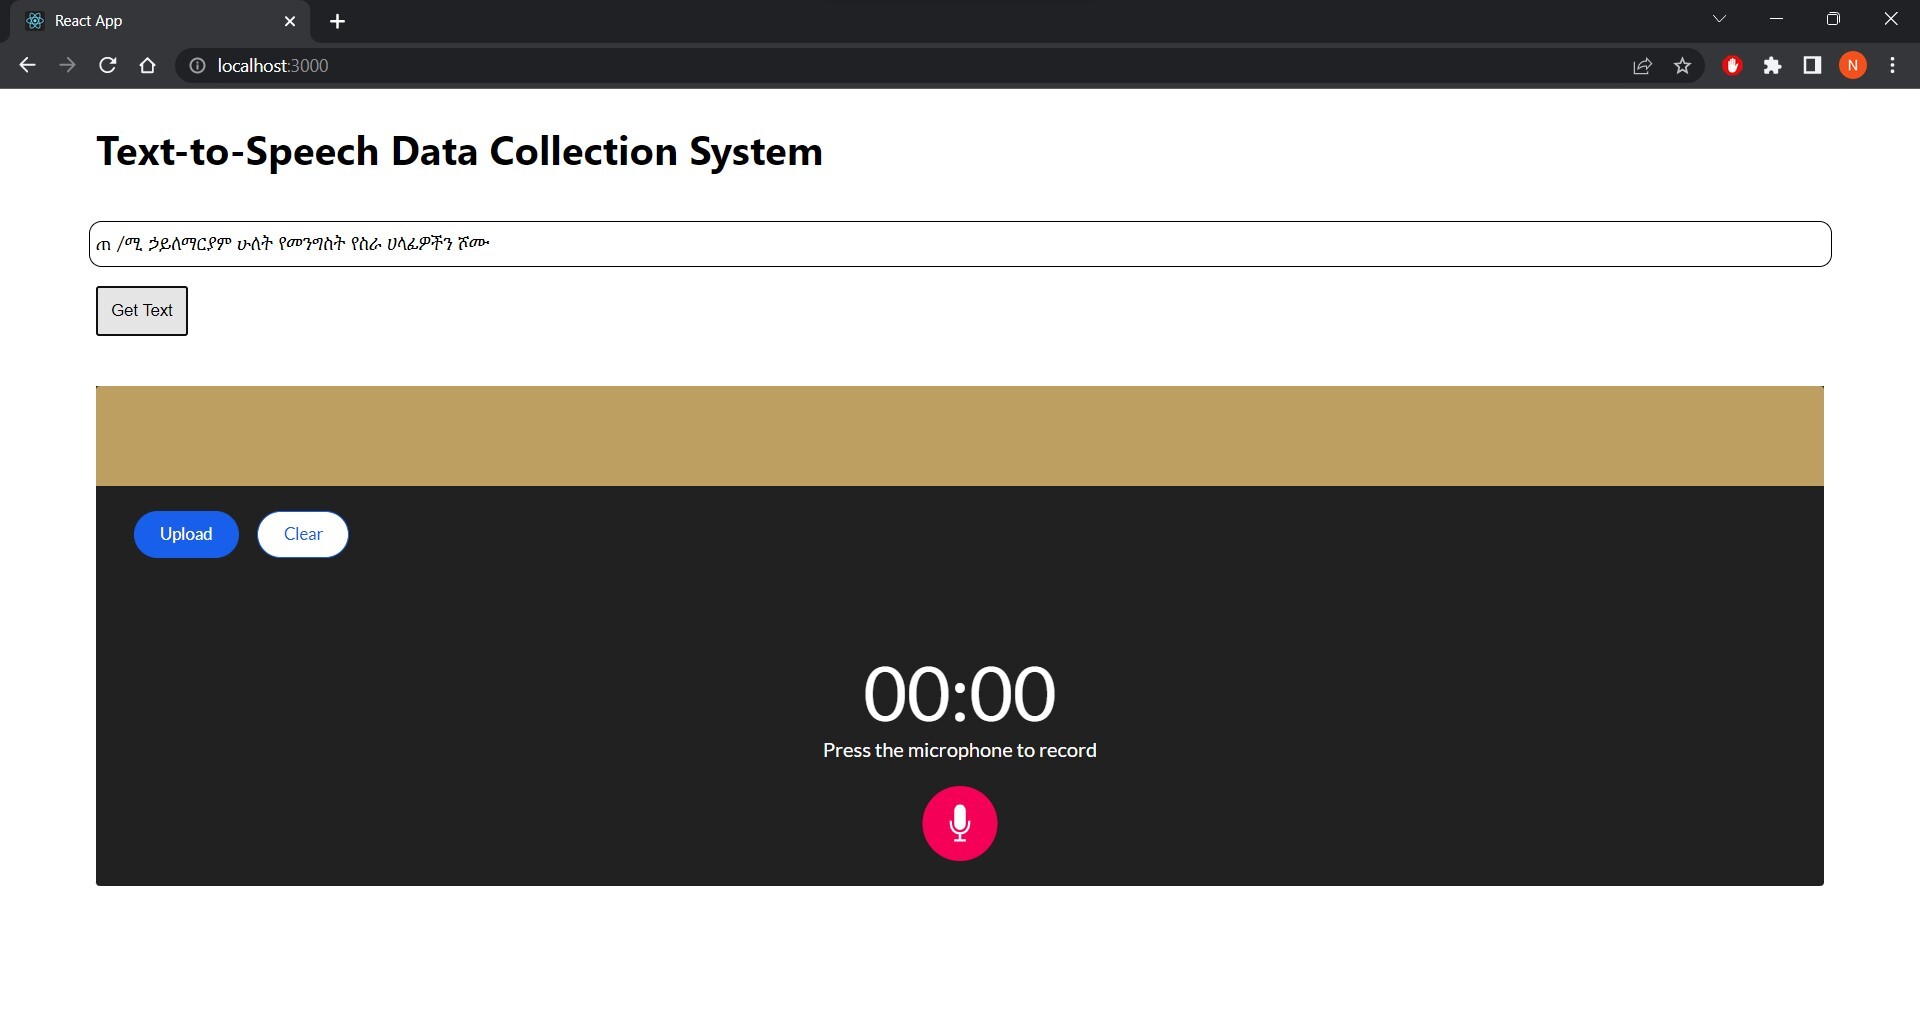 React App
localhost:3000
N
Text-to-Speech Data Collection System
ጠ /ሚ ኃይለማርያም ሁለት የመንግስት የስራ ሀላፊዎችን ሾሙ
Get Text
Upload Clear
00:00
Press the microphone to record